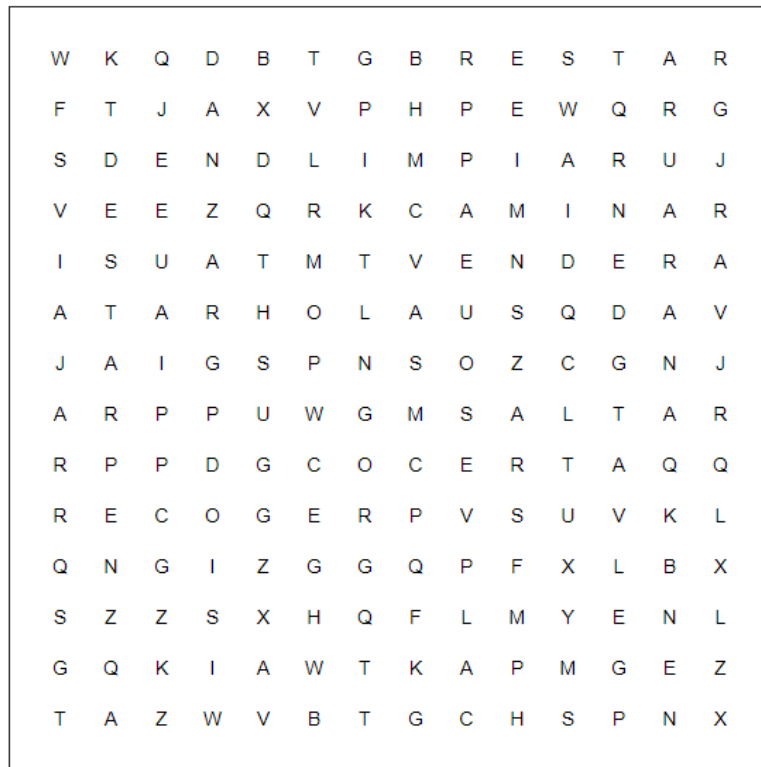 W K Q D B T G B R E S T A R
F T J A X V P H P E W Q R G
S D E N D L I M P I A R U J
V E E Z Q R K C A M I N A R
I S U A T M T V E N D E R A
A T A R H O L A U S Q D A V
J A I G S P N S O Z C G N J
A R P P U W G M S A L T A R
R P P D G C O C E R T A Q Q
R E C O G E R P V S U V K L
Q N G I Z G G Q P F X L B X
S Z Z S X H Q F L M Y E N L
G Q K I A W T K A P M G E Z
T A Z W V B T G C H S P N X